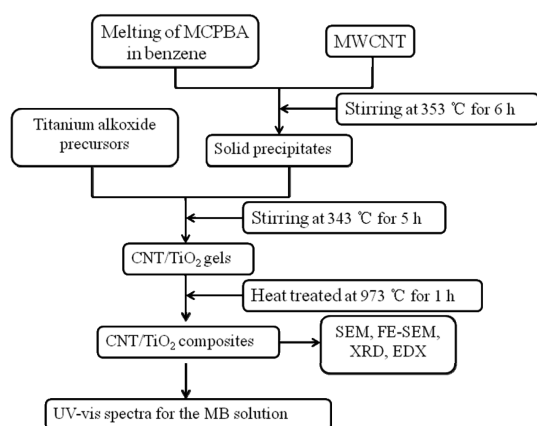 Melting of MCPBA
in benzene
MWCNT
Stirring at 353 ℃ for 6 h
Titanium alkoxide
precursors
Solid precipitates
Stirring at 343 ℃ for 5 h
CNT/TiO₂ gels
Heat treated at 973 ℃ for 1 h
CNT/TiO₂ composites
SEM, FE-SEM,
XRD, EDX
UV-vis spectra for the MB solution